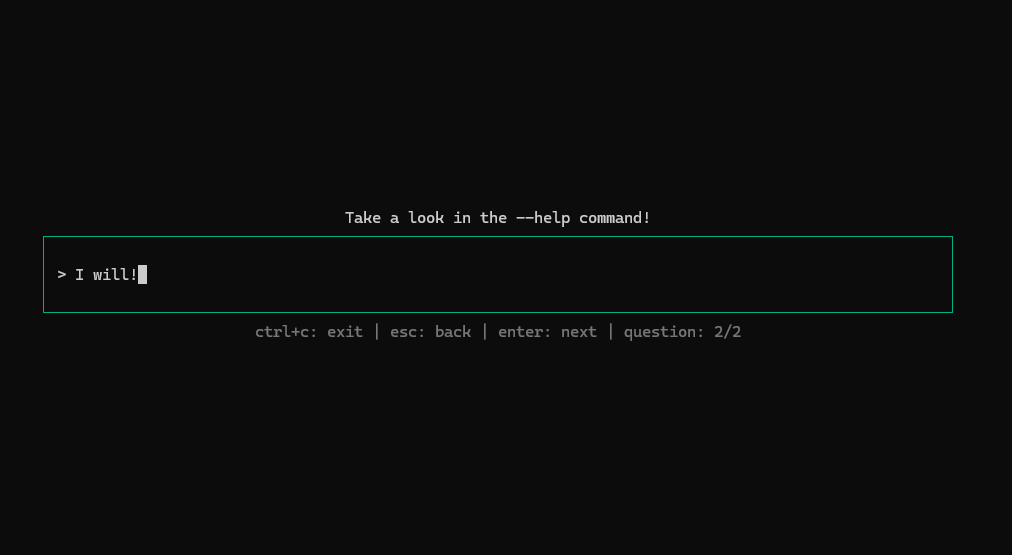 Take a look in the --help command!
> I will!
ctrl+c: exit | esc: back | enter: next | question: 2/2